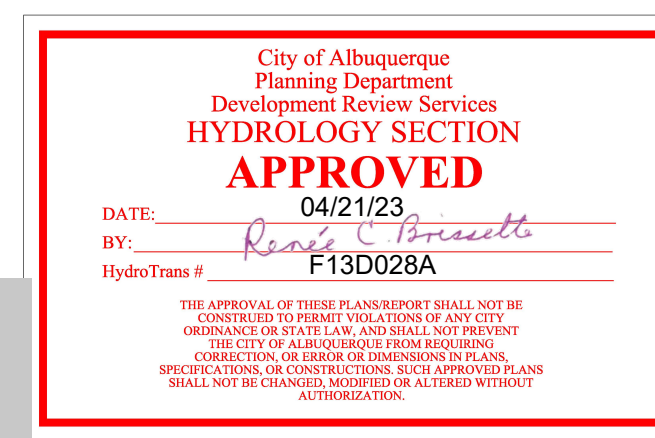 City of Albuquerque
Planning Department
Development Review Services
HYDROLOGY SECTION
APPROVED
DATE: 04/21/23
BY: Renée C. Brissette
HydroTrans # F13D028A
THE APPROVAL OF THESE PLANS/REPORT SHALL NOT BE
CONSTRUED TO PERMIT VIOLATIONS OF ANY CITY
ORDINANCE OR STATE LAW, AND SHALL NOT PREVENT
THE CITY OF ALBUQUERQUE FROM REQUIRING
CORRECTION, OR ERROR OR DIMENSIONS IN PLANS,
SPECIFICATIONS, OR CONSTRUCTIONS. SUCH APPROVED PLANS
SHALL NOT BE CHANGED, MODIFIED OR ALTERED WITHOUT
AUTHORIZATION.